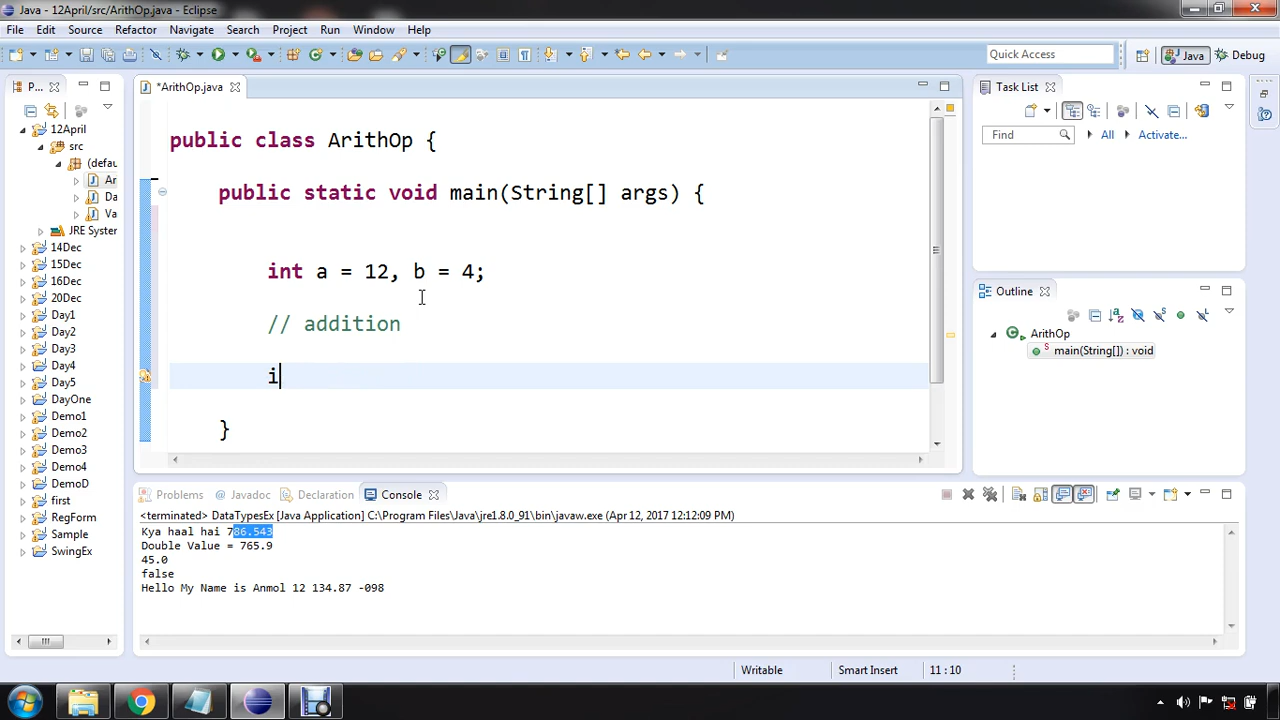 Java - 12April/src/ArithOp.java - Eclipse
File Edit Source Refactor Navigate Search Project Run Window Help
Quick Access
Java
Debug
P...
*ArithOp.java
Task List
12April
src
(defau
Ar
Da
Va
JRE System
14Dec
15Dec
16Dec
20Dec
Day1
Day2
Day3
Day4
Day5
DayOne
Demo1
Demo2
Demo3
Demo4
DemoD
first
RegForm
Sample
SwingEx
public class ArithOp {
public static void main(String[] args) {
int a = 12, b = 4;
// addition
i
}
Find
All
Activate...
Outline
ArithOp
main(String[]) : void
Problems
Javadoc
Declaration
Console
<terminated> DataTypesEx [Java Application] C:\Program Files\Java\jre1.8.0_91\bin\javaw.exe (Apr 12, 2017 12:12:09 PM)
Kya haal hai 786.543
Double Value = 765.9
45.0
false
Hello My Name is Anmol 12 134.87 -098
Writable
Smart Insert
11 : 10